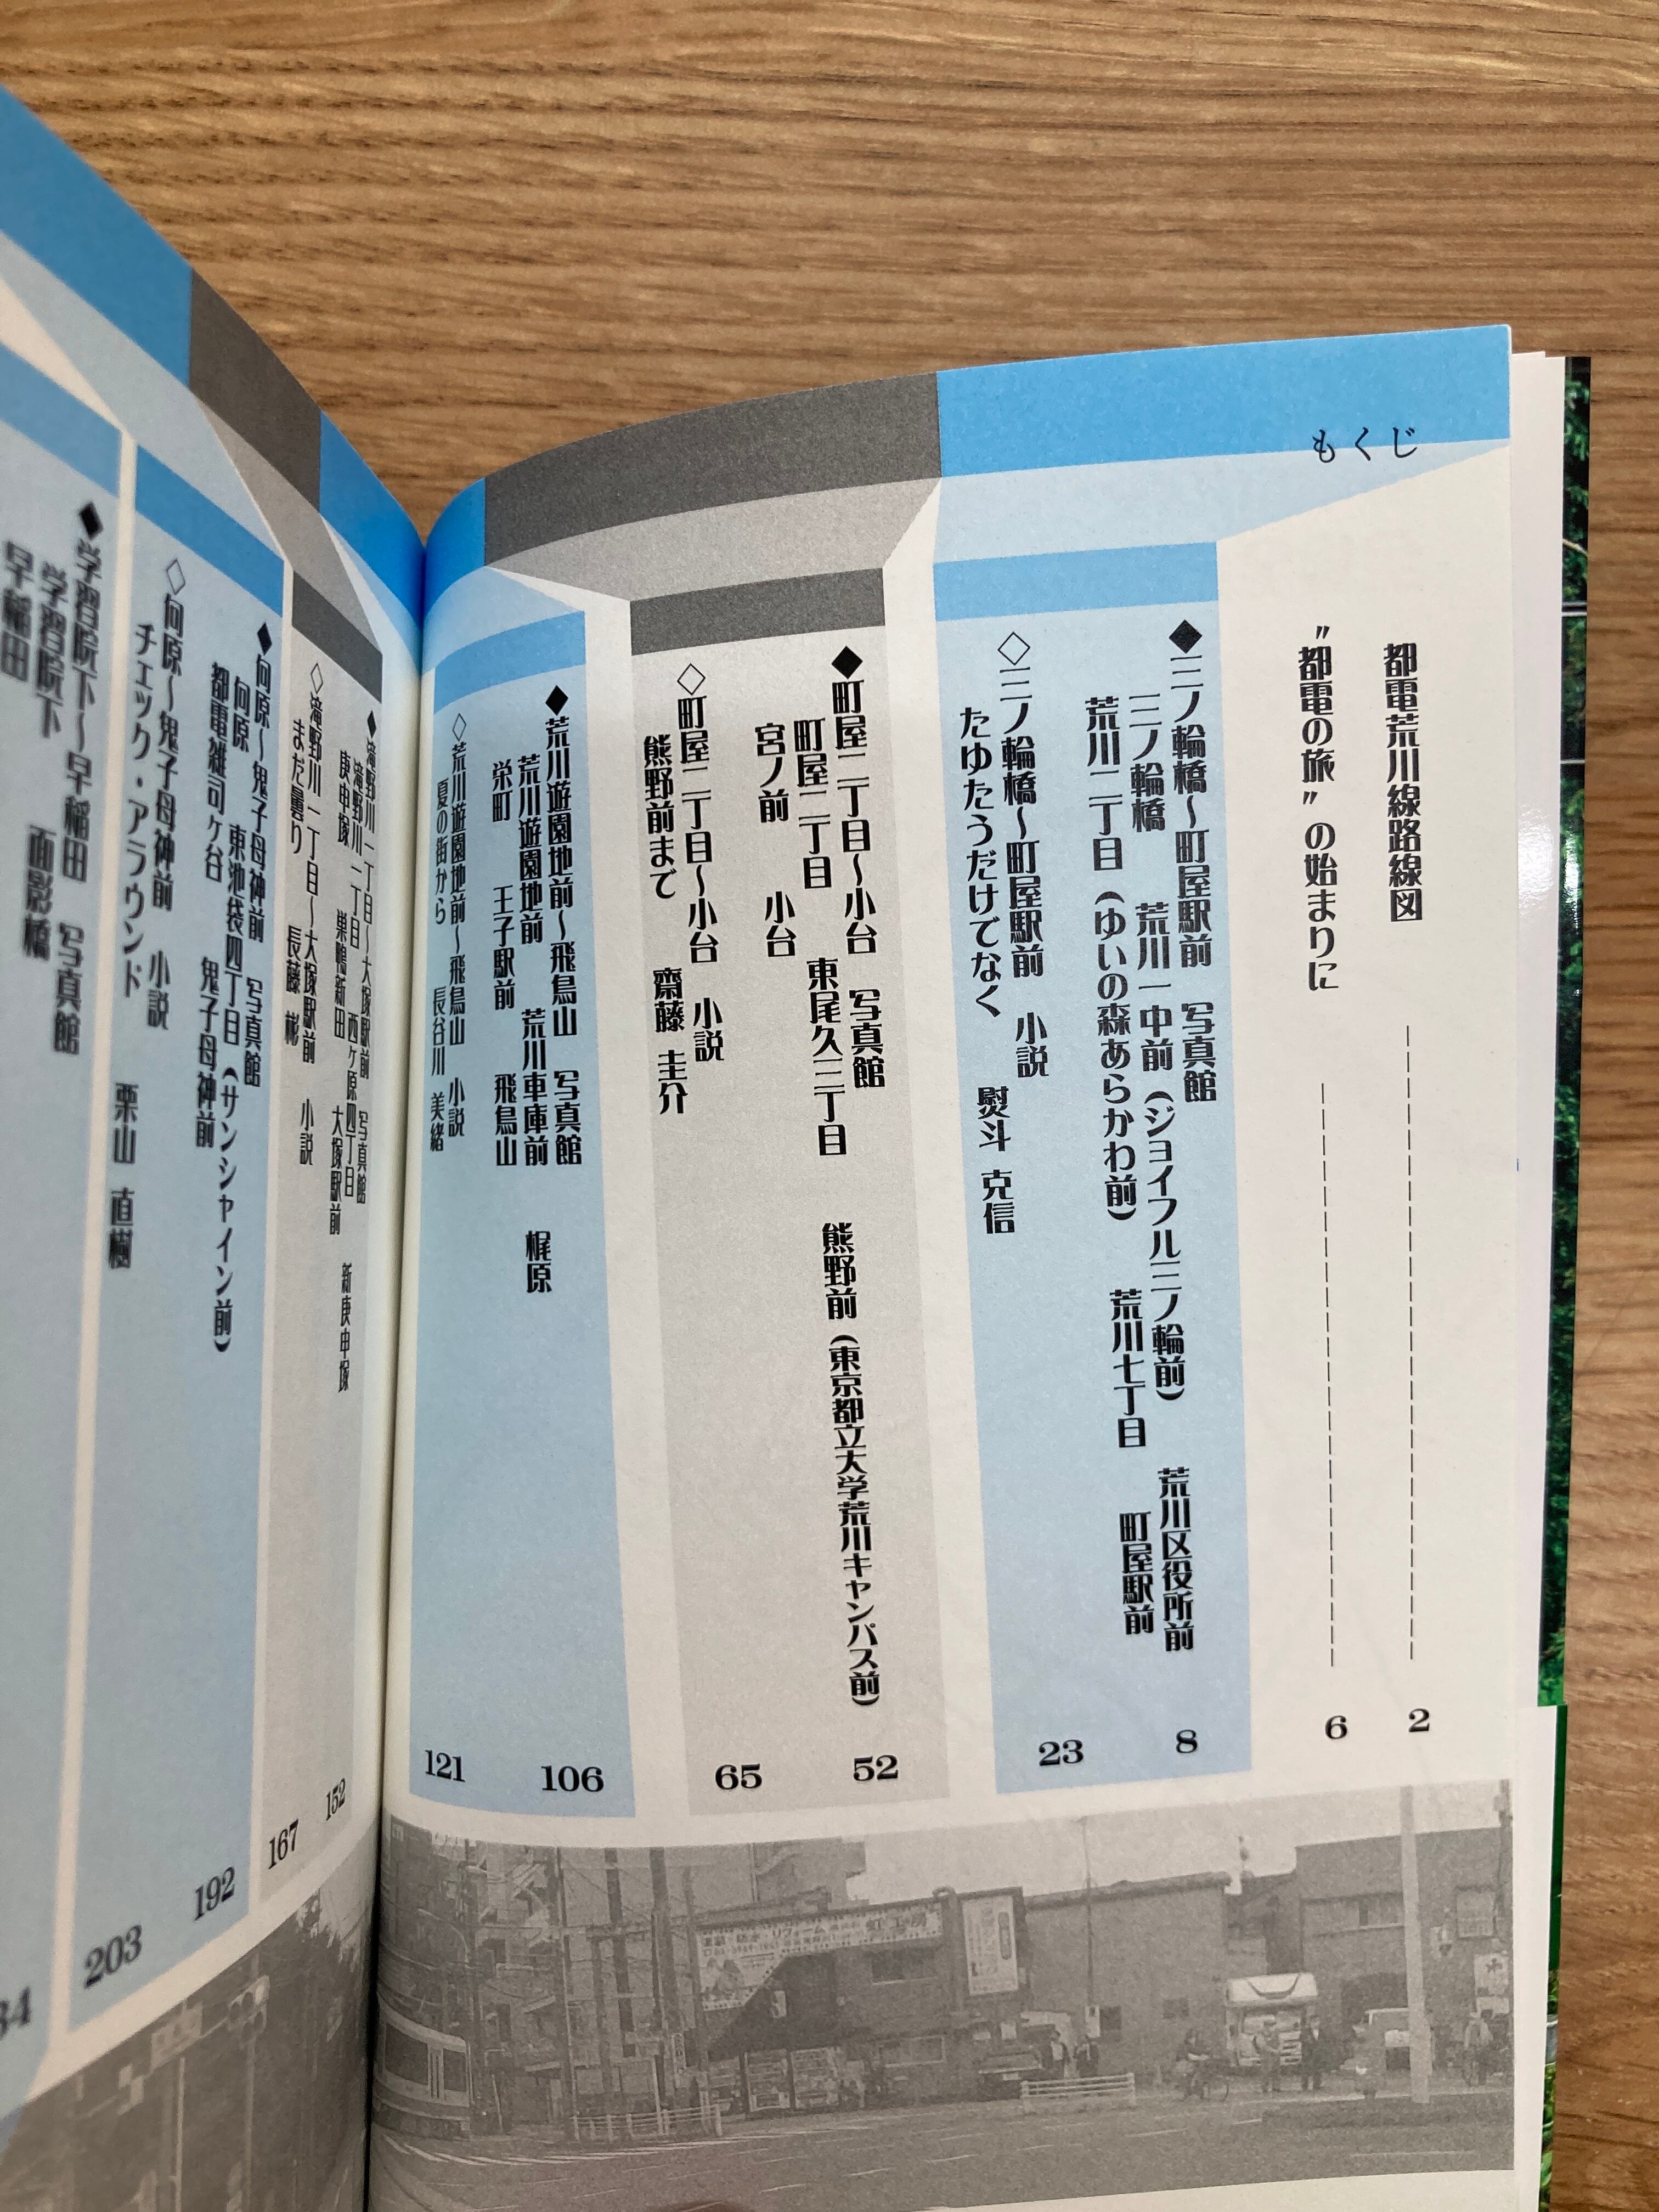 もくじ
都電荒川線路線図 2
〝都電の旅〟の始まりに 6
◆三ノ輪橋～町屋駅前 写真館 8
三ノ輪橋 荒川一中前（ジョイフル三ノ輪前） 荒川区役所前
荒川二丁目（ゆいの森あらかわ前） 荒川七丁目 町屋駅前
◇三ノ輪橋～町屋駅前 小説 23
たゆたうだけでなく 熨斗 克信
◆町屋二丁目～小台 写真館 52
町屋二丁目 東尾久三丁目 熊野前（東京都立大学荒川キャンパス前）
宮ノ前 小台
◇町屋二丁目～小台 小説 65
熊野前まで 齋藤 圭介
◆荒川遊園地前～飛鳥山 写真館 106
荒川遊園地前 荒川車庫前 梶原
栄町 王子駅前 飛鳥山
◇荒川遊園地前～飛鳥山 小説 121
夏の街から 長谷川 美緒
◆滝野川一丁目～大塚駅前 写真館 152
滝野川一丁目 西ヶ原四丁目 新庚申塚
庚申塚 巣鴨新田 大塚駅前
◇滝野川一丁目～大塚駅前 小説 167
まだ曇り 長藤 彬
◆向原～鬼子母神前 写真館 192
向原 東池袋四丁目（サンシャイン前）
都電雑司ヶ谷 鬼子母神前
◇向原～鬼子母神前 小説 203
チェック・アラウンド 栗山 直樹
◆学習院下～早稲田 写真館
学習院下 面影橋
早稲田
虹工房